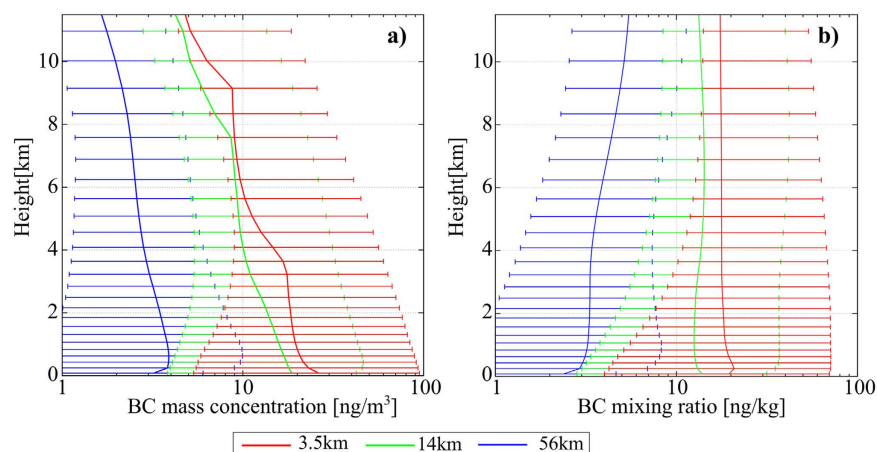 a)
b)
10
8
6
4
2
0
Height[km]
1
10
100
BC mass concentration [ng/m³]
10
8
6
4
2
0
Height[km]
1
10
100
BC mixing ratio [ng/kg]
3.5km 14km 56km